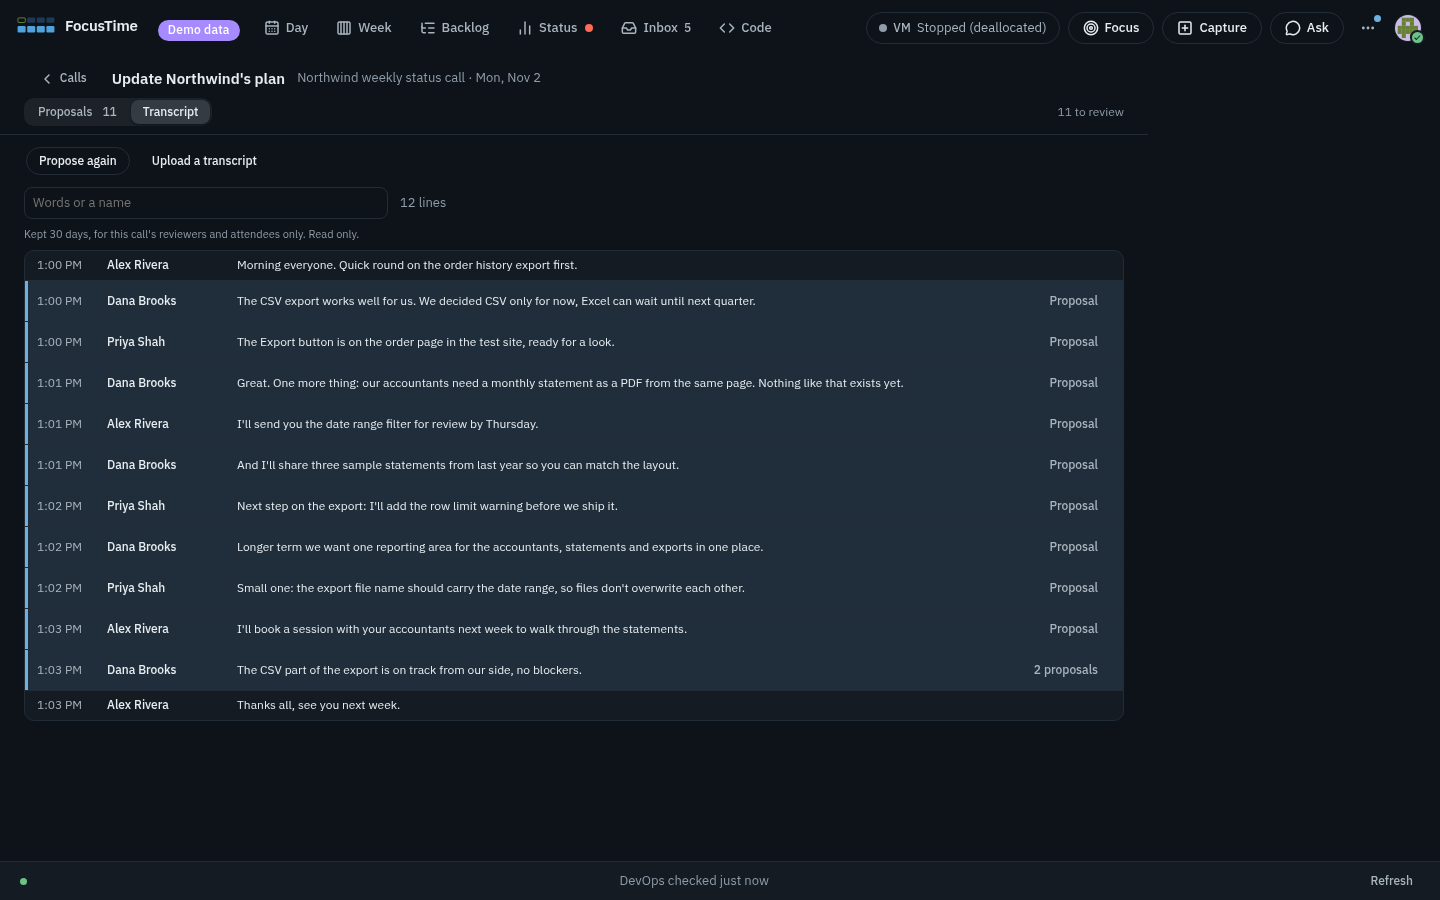 FocusTime Demo data Day Week Backlog Status Inbox 5 Code VM Stopped (deallocated) Focus Capture Ask
Calls Update Northwind's plan Northwind weekly status call · Mon, Nov 2
Proposals 11 Transcript 11 to review
Propose again Upload a transcript
Words or a name 12 lines
Kept 30 days, for this call's reviewers and attendees only. Read only.
1:00 PM Alex Rivera Morning everyone. Quick round on the order history export first.
1:00 PM Dana Brooks The CSV export works well for us. We decided CSV only for now, Excel can wait until next quarter. Proposal
1:00 PM Priya Shah The Export button is on the order page in the test site, ready for a look. Proposal
1:01 PM Dana Brooks Great. One more thing: our accountants need a monthly statement as a PDF from the same page. Nothing like that exists yet. Proposal
1:01 PM Alex Rivera I'll send you the date range filter for review by Thursday. Proposal
1:01 PM Dana Brooks And I'll share three sample statements from last year so you can match the layout. Proposal
1:02 PM Priya Shah Next step on the export: I'll add the row limit warning before we ship it. Proposal
1:02 PM Dana Brooks Longer term we want one reporting area for the accountants, statements and exports in one place. Proposal
1:02 PM Priya Shah Small one: the export file name should carry the date range, so files don't overwrite each other. Proposal
1:03 PM Alex Rivera I'll book a session with your accountants next week to walk through the statements. Proposal
1:03 PM Dana Brooks The CSV part of the export is on track from our side, no blockers. 2 proposals
1:03 PM Alex Rivera Thanks all, see you next week.
DevOps checked just now Refresh